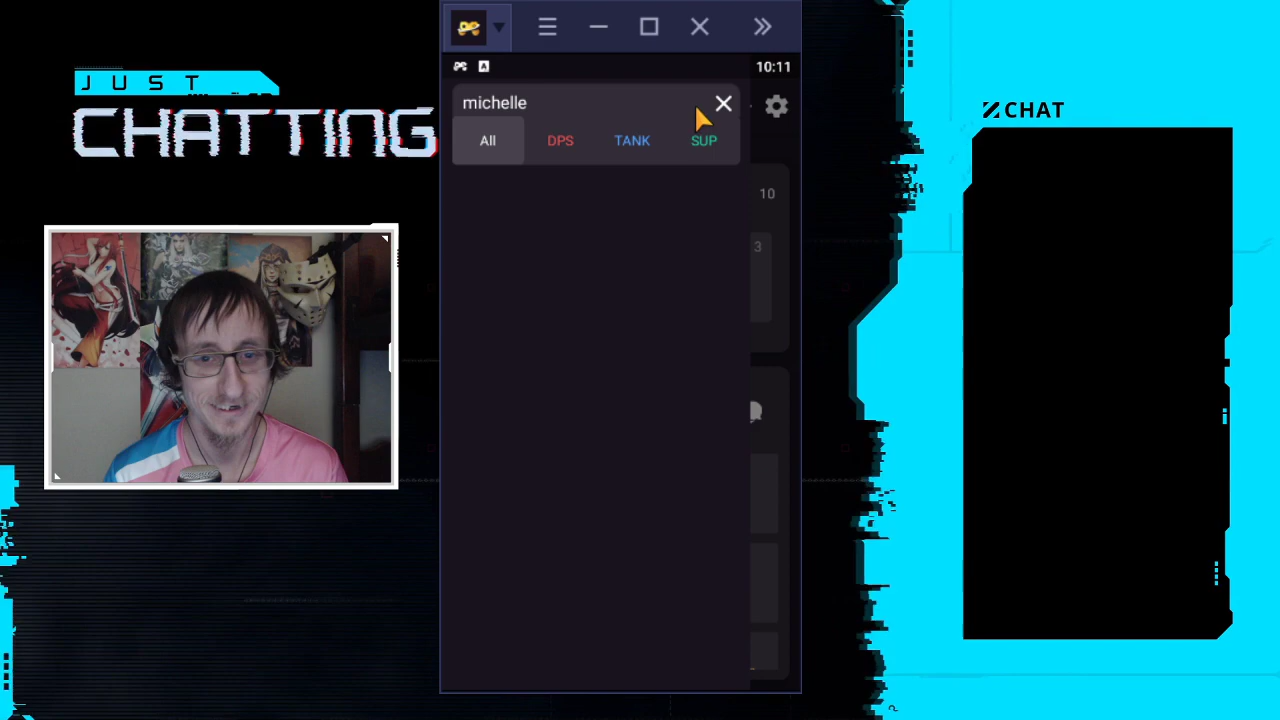 JUST
CHATTING
10:11
michelle
All DPS TANK SUP
10
3
CHAT